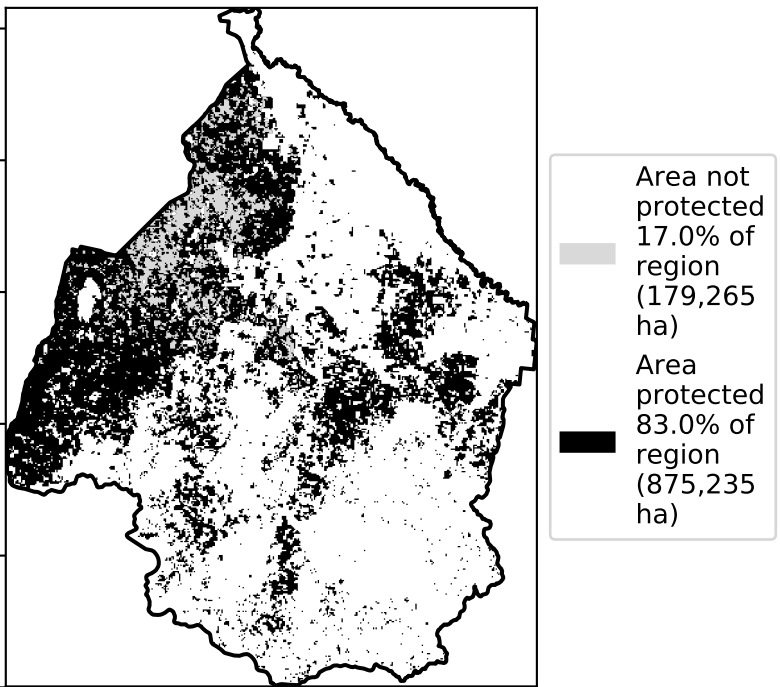 Area not
protected
17.0% of
region
(179,265
ha)
Area
protected
83.0% of
region
(875,235
ha)